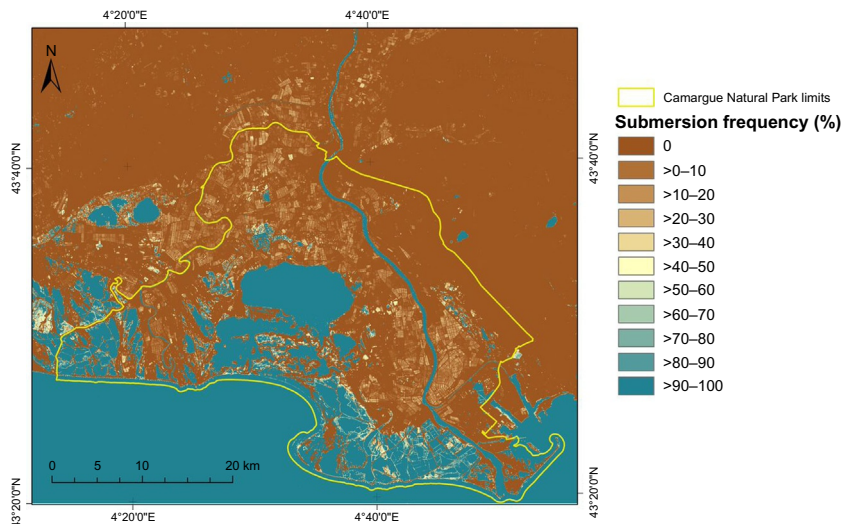 4°20'0"E 4°40'0"E
N
43°40'0"N
43°40'0"N
0 5 10 20 km
43°20'0"N
43°20'0"N
4°20'0"E 4°40'0"E
Camargue Natural Park limits
Submersion frequency (%)
0
>0–10
>10–20
>20–30
>30–40
>40–50
>50–60
>60–70
>70–80
>80–90
>90–100